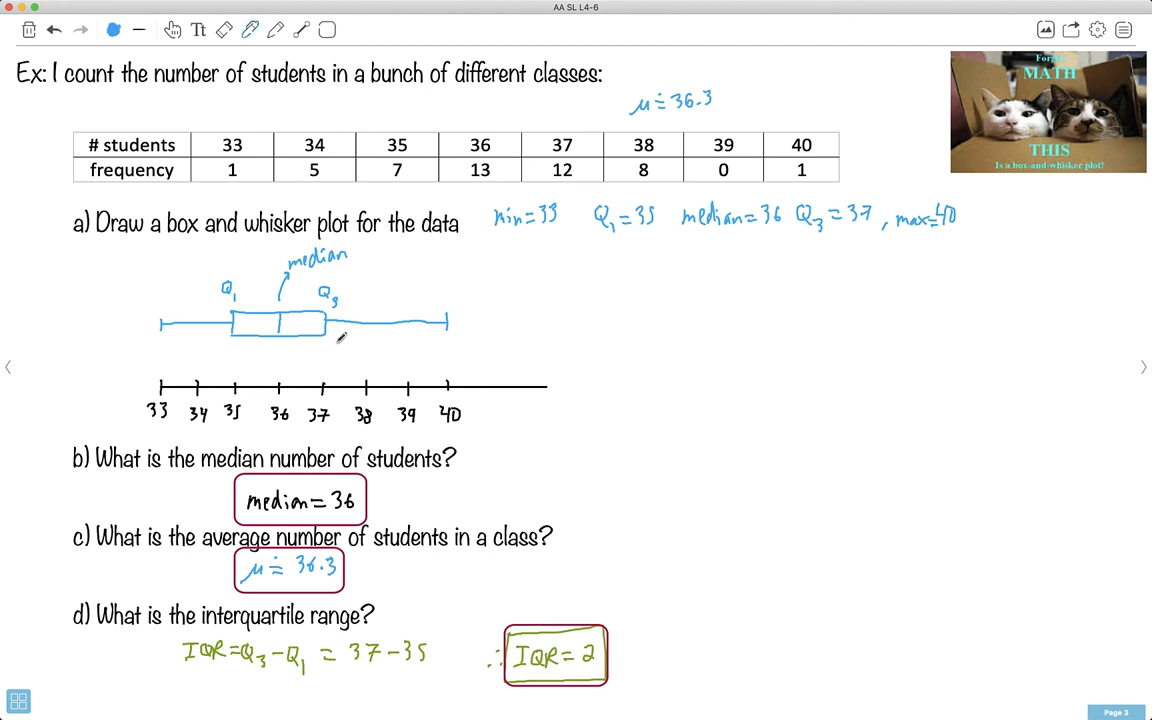 AA SL L4-6
Tt
Ex: I count the number of students in a bunch of different classes:
μ ≐ 36.3
Forget
MATH
THIS
Is a box-and-whisker plot!
# students 33 34 35 36 37 38 39 40
frequency 1 5 7 13 12 8 0 1
a) Draw a box and whisker plot for the data min=33 Q₁=35 median=36 Q₃=37, max=40
median
Q₁ Q₃
33 34 35 36 37 38 39 40
b) What is the median number of students?
median=36
c) What is the average number of students in a class?
μ ≐ 36.3
d) What is the interquartile range?
IQR=Q₃-Q₁ = 37-35 ∴ IQR=2
Page 3